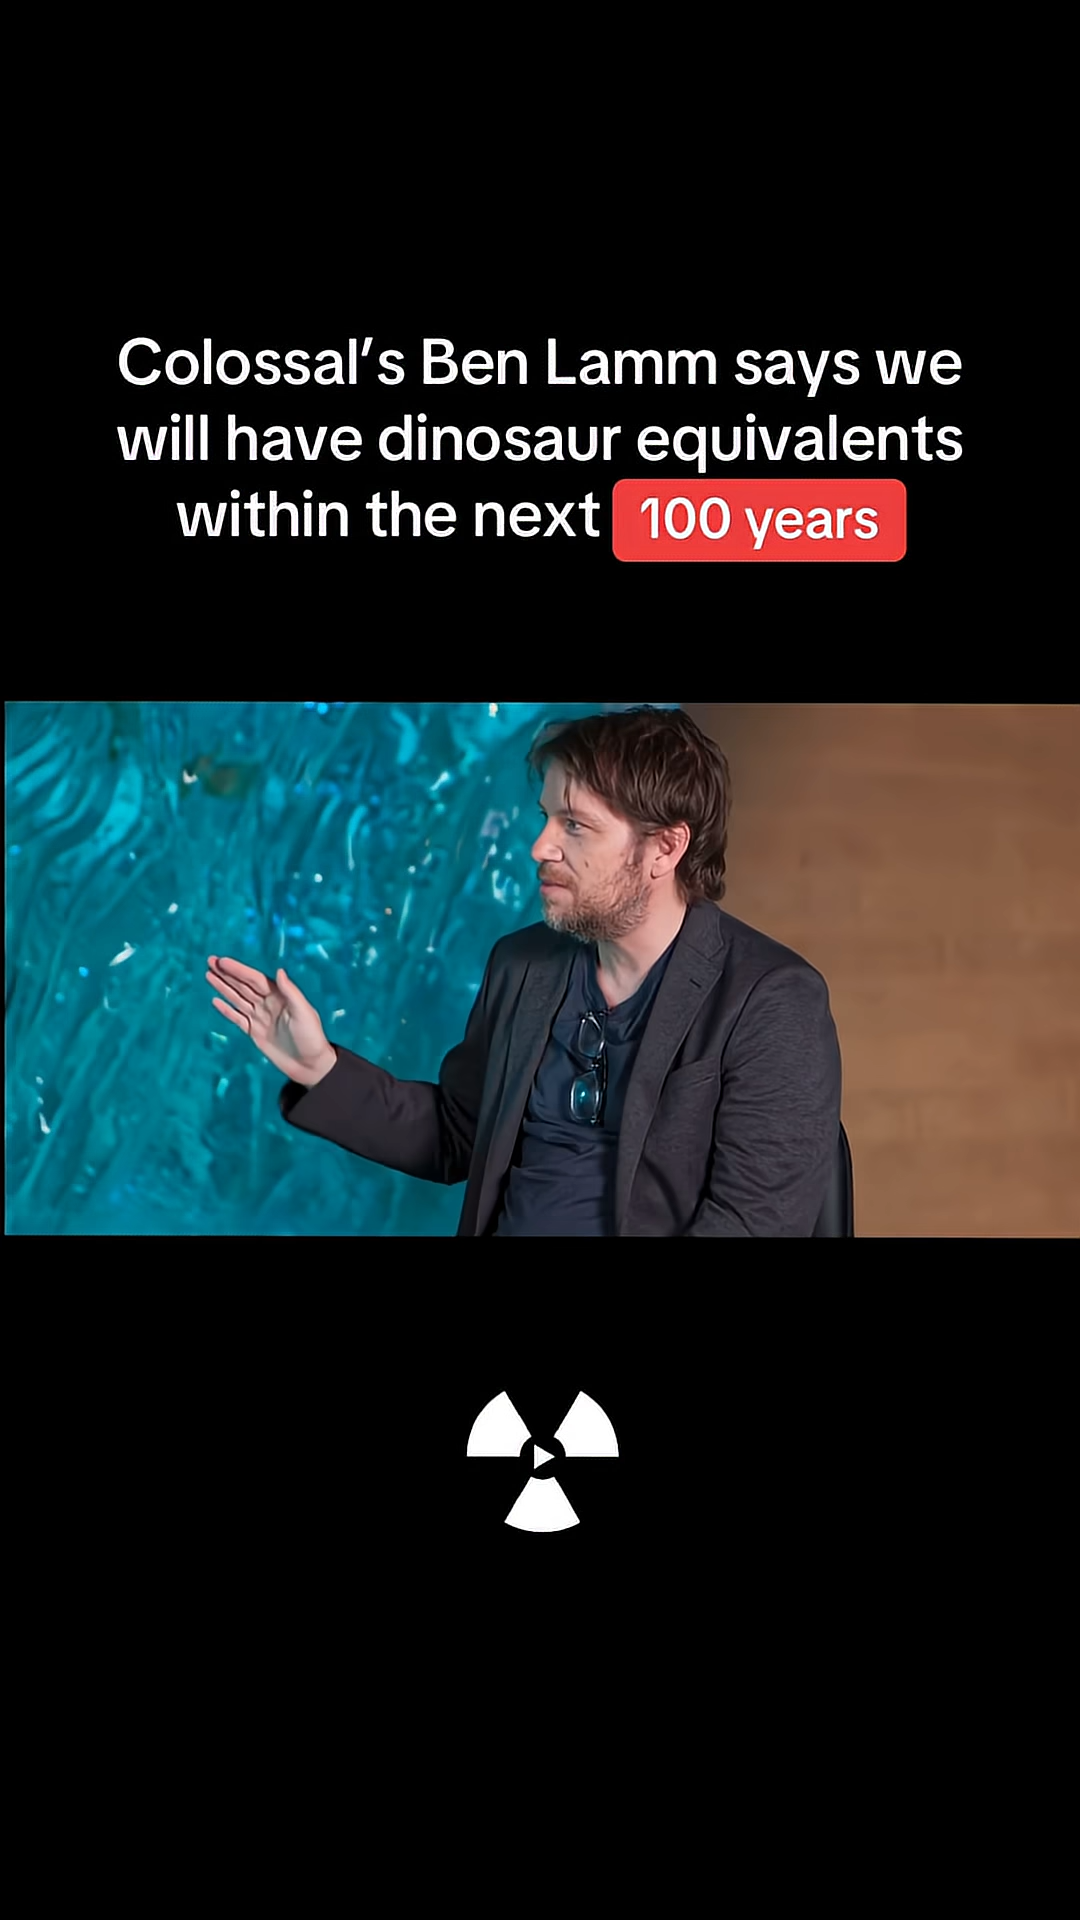 Colossal’s Ben Lamm says we
will have dinosaur equivalents
within the next 100 years